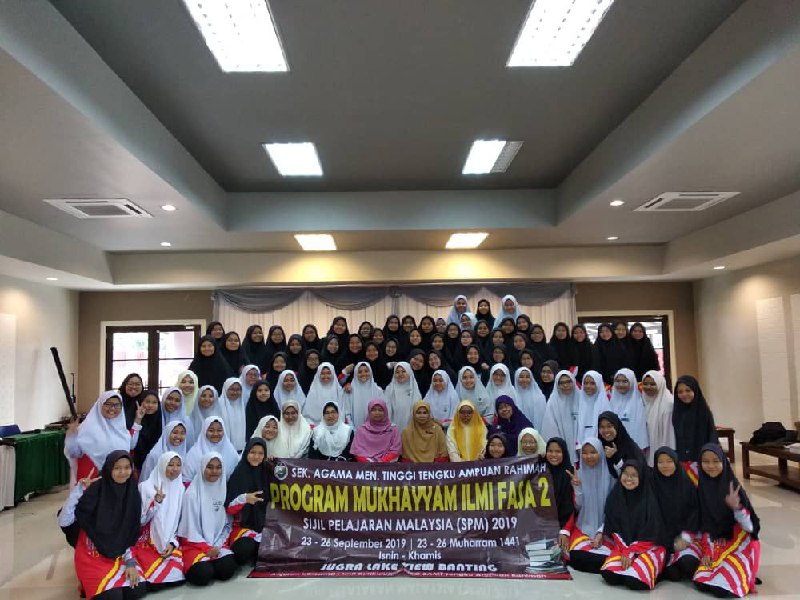 SEK. AGAMA MEN. TINGGI TENGKU AMPUAN RAHIMAH
PROGRAM MUKHAYYAM ILMI FASA 2
SIJIL PELAJARAN MALAYSIA (SPM) 2019
23 - 26 September 2019 | 23 - 26 Muharram 1441
Isnin - Khamis
JUGRA LAKE VIEW BANTING